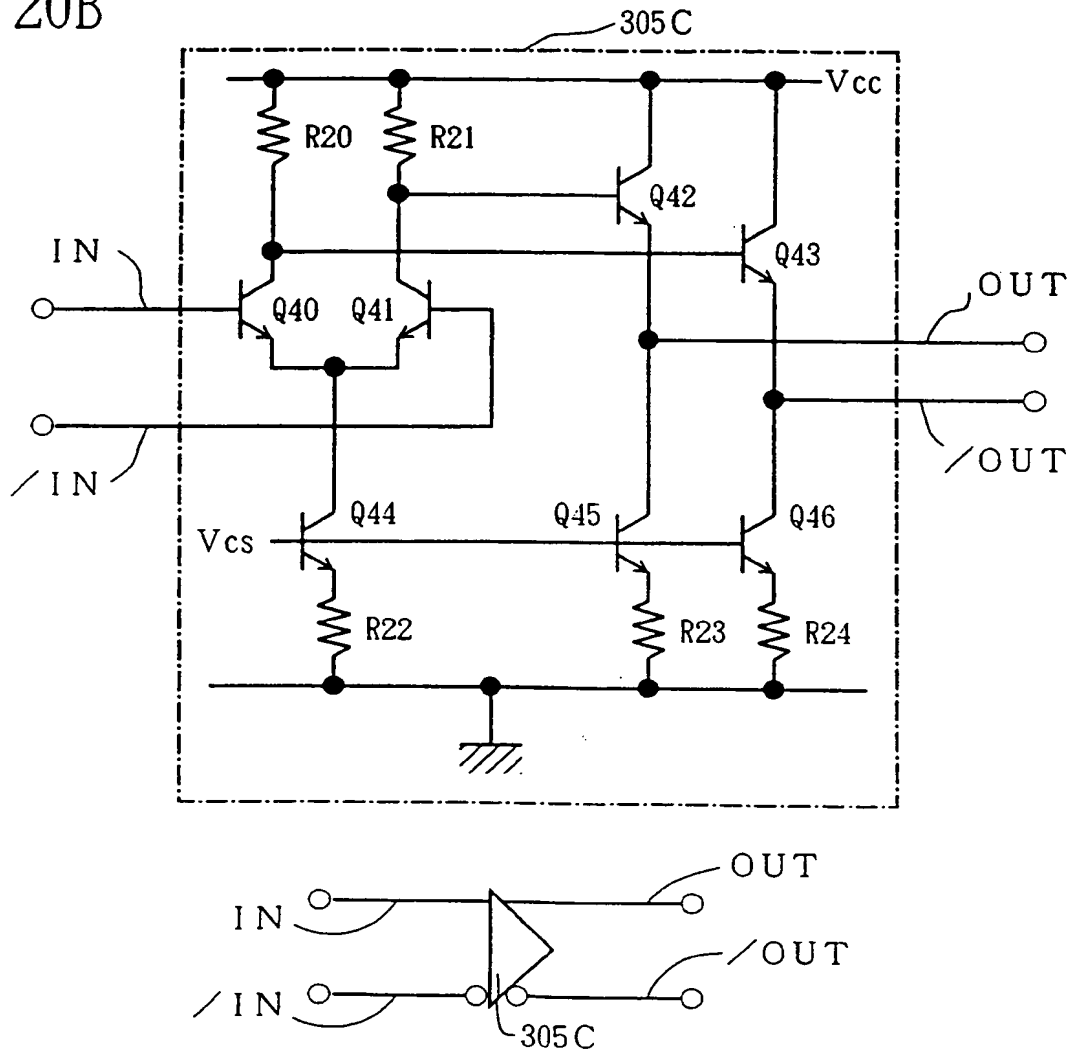 20B
305C
Vcc
R20
R21
Q42
Q43
IN
Q40
Q41
OUT
/IN
/OUT
Vcs
Q44
Q45
Q46
R22
R23
R24
OUT
IN
/OUT
/IN
305C